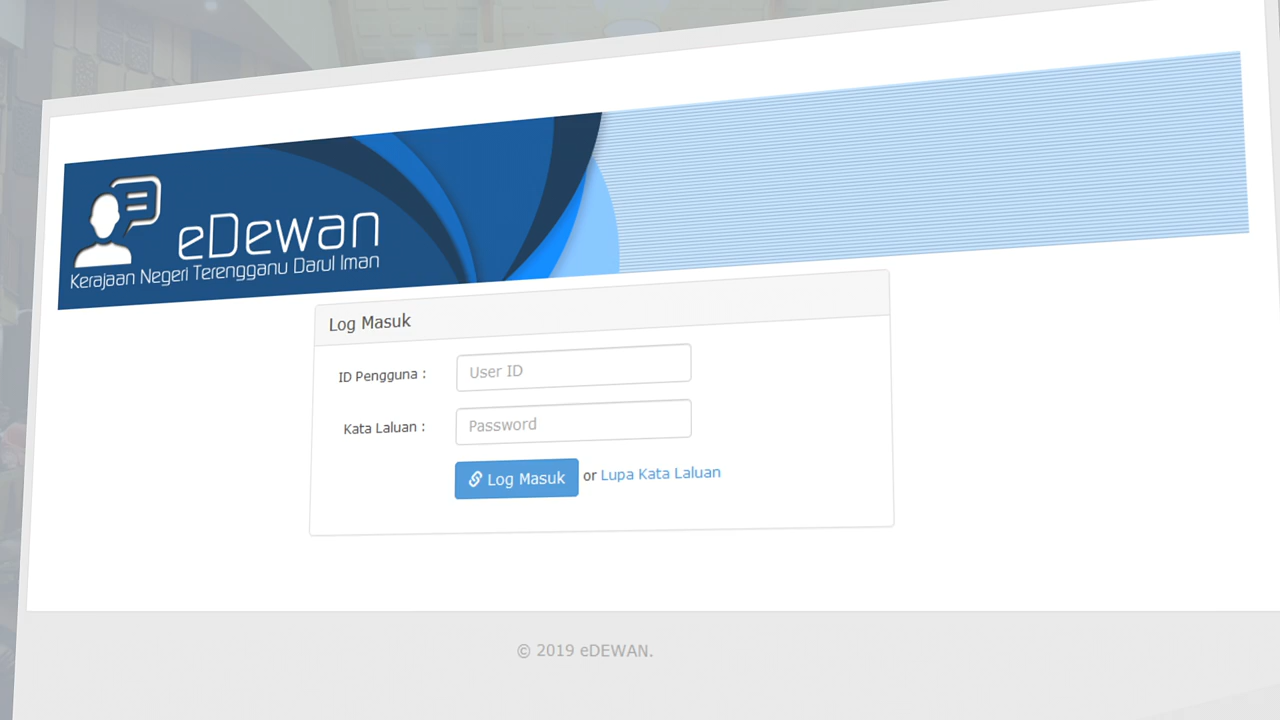 eDewan
Kerajaan Negeri Terengganu Darul Iman
Log Masuk
ID Pengguna :
User ID
Kata Laluan :
Password
Log Masuk or Lupa Kata Laluan
© 2019 eDEWAN.